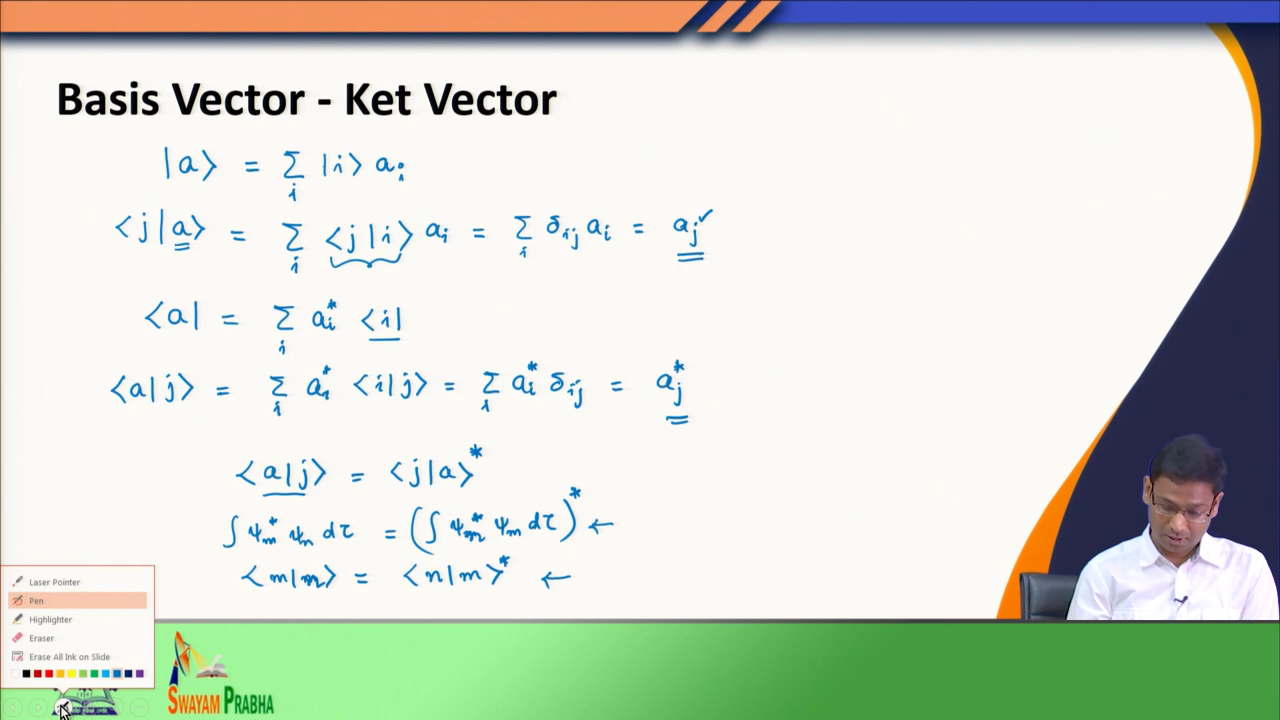 Basis Vector - Ket Vector
|a⟩ = Σ_i |i⟩ a_i
⟨j|a⟩ = Σ_i ⟨j|i⟩ a_i = Σ_i δ_ij a_i = a_j ✓
⟨a| = Σ_i a_i* ⟨i|
⟨a|j⟩ = Σ_i a_i* ⟨i|j⟩ = Σ_i a_i* δ_ij = a_j*
⟨a|j⟩ = ⟨j|a⟩*
∫ ψ_m* ψ_n dτ = (∫ ψ_n* ψ_m dτ)* ←
⟨m|n⟩ = ⟨n|m⟩* ←
Laser Pointer
Pen
Highlighter
Eraser
Erase All Ink on Slide
SWAYAM PRABHA